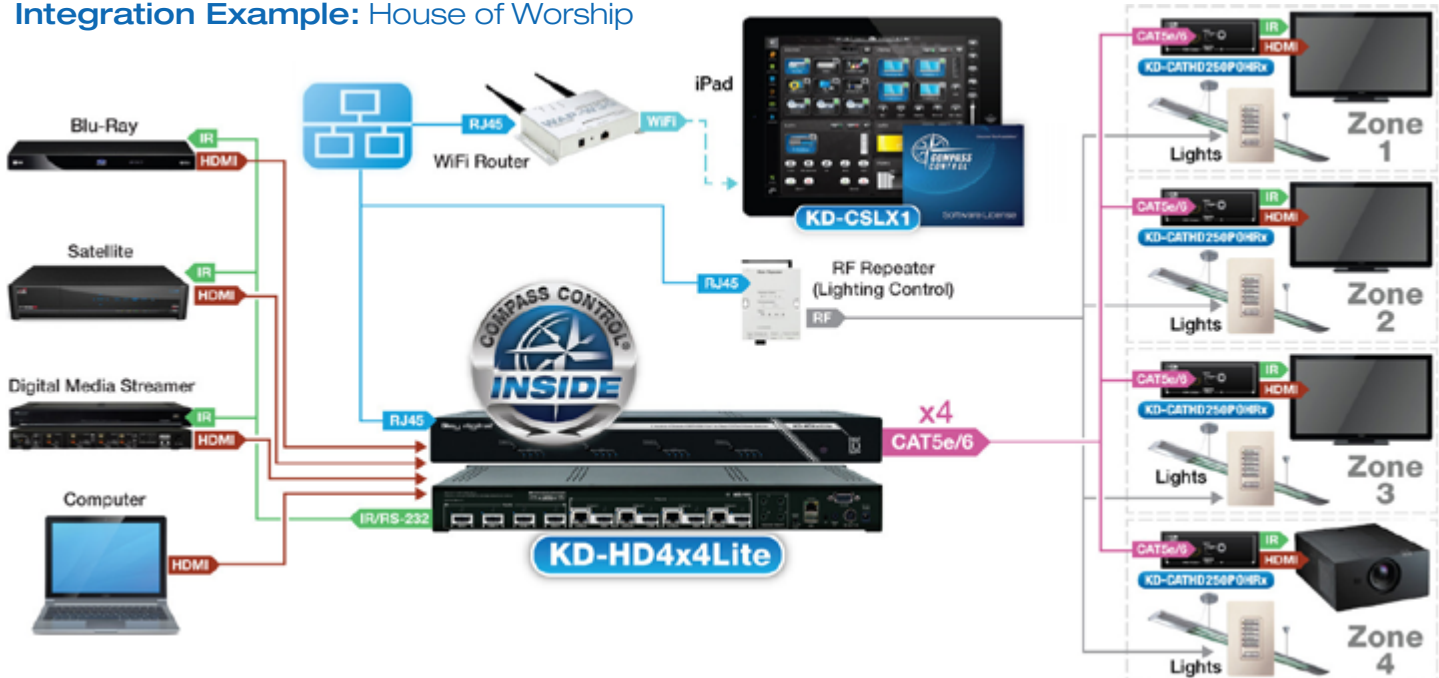 Integration Example: House of Worship
Blu-Ray
IR
HDMI
Satellite
IR
HDMI
Digital Media Streamer
IR
HDMI
Computer
HDMI
RJ45
WiFi Router
WiFi
iPad
COMPASS
CONTROL
Software License
KD-CSLX1
RJ45
RF Repeater
(Lighting Control)
RF
COMPASS CONTROL®
INSIDE
RJ45
x4
CAT5e/6
IR/RS-232
KD-HD4x4Lite
CAT5e/6
IR
HDMI
KD-CATHD250POHRx
Lights
Zone
1
CAT5e/6
IR
HDMI
KD-CATHD250POHRx
Lights
Zone
2
CAT5e/6
IR
HDMI
KD-CATHD250POHRx
Lights
Zone
3
CAT5e/6
IR
HDMI
KD-CATHD250POHRx
Lights
Zone
4